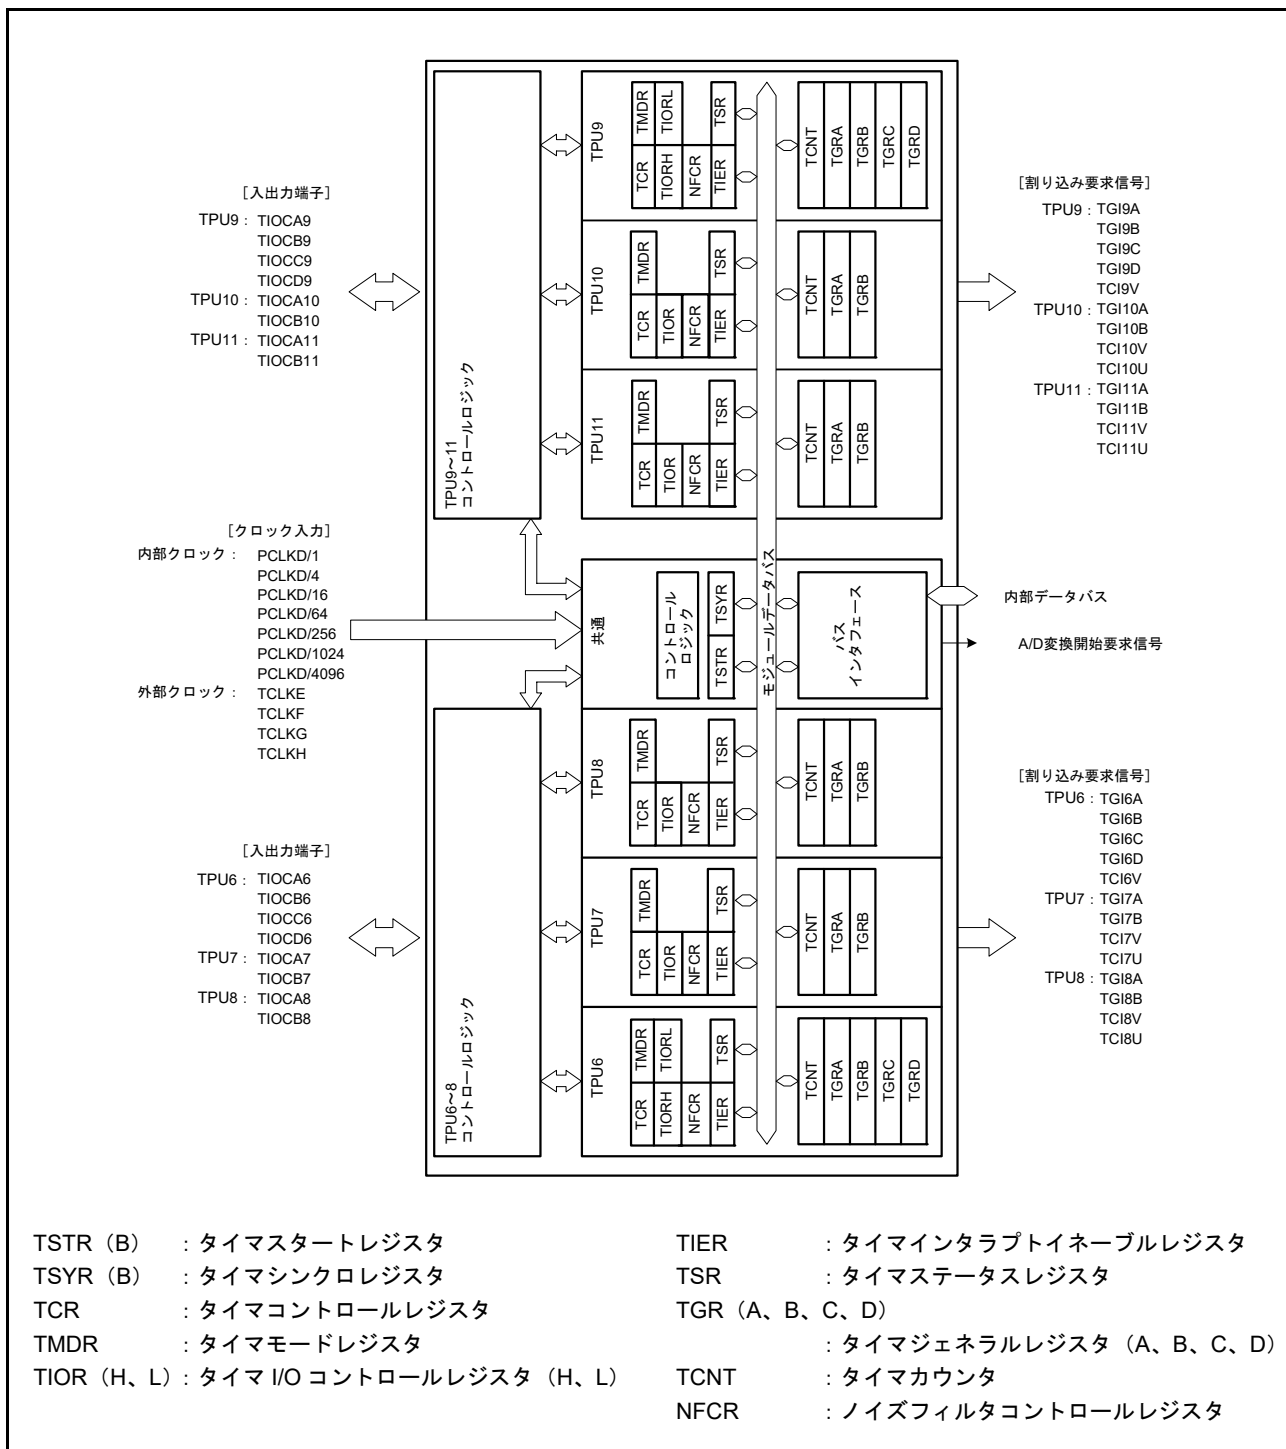 [入出力端子]
TPU9 : TIOCA9
TIOCB9
TIOCC9
TIOCD9
TPU10 : TIOCA10
TIOCB10
TPU11 : TIOCA11
TIOCB11
[クロック入力]
内部クロック : PCLKD/1
PCLKD/4
PCLKD/16
PCLKD/64
PCLKD/256
PCLKD/1024
PCLKD/4096
外部クロック : TCLKE
TCLKF
TCLKG
TCLKH
[入出力端子]
TPU6 : TIOCA6
TIOCB6
TIOCC6
TIOCD6
TPU7 : TIOCA7
TIOCB7
TPU8 : TIOCA8
TIOCB8
TPU9~11
コントロールロジック
TPU6~8
コントロールロジック
TPU9
TCR
TMDR
TIORH
TIORL
NFCR
TIER
TSR
TCNT
TGRA
TGRB
TGRC
TGRD
TPU10
TCR
TMDR
TIOR
NFCR
TIER
TSR
TCNT
TGRA
TGRB
TPU11
TCR
TMDR
TIOR
NFCR
TIER
TSR
TCNT
TGRA
TGRB
共通
コントロール
ロジック
TSTR
TSYR
モジュールデータバス
バス
インタフェース
TPU8
TCR
TMDR
TIOR
NFCR
TIER
TSR
TCNT
TGRA
TGRB
TPU7
TCR
TMDR
TIOR
NFCR
TIER
TSR
TCNT
TGRA
TGRB
TPU6
TCR
TMDR
TIORH
TIORL
NFCR
TIER
TSR
TCNT
TGRA
TGRB
TGRC
TGRD
[割り込み要求信号]
TPU9 : TGI9A
TGI9B
TGI9C
TGI9D
TCI9V
TPU10 : TGI10A
TGI10B
TCI10V
TCI10U
TPU11 : TGI11A
TGI11B
TCI11V
TCI11U
内部データバス
A/D変換開始要求信号
[割り込み要求信号]
TPU6 : TGI6A
TGI6B
TGI6C
TGI6D
TCI6V
TPU7 : TGI7A
TGI7B
TCI7V
TCI7U
TPU8 : TGI8A
TGI8B
TCI8V
TCI8U
TSTR（B） : タイマスタートレジスタ
TSYR（B） : タイマシンクロレジスタ
TCR : タイマコントロールレジスタ
TMDR : タイマモードレジスタ
TIOR（H、L） : タイマ I/O コントロールレジスタ（H、L）
TIER : タイマインタラプトイネーブルレジスタ
TSR : タイマステータスレジスタ
TGR（A、B、C、D）
: タイマジェネラルレジスタ（A、B、C、D）
TCNT : タイマカウンタ
NFCR : ノイズフィルタコントロールレジスタ